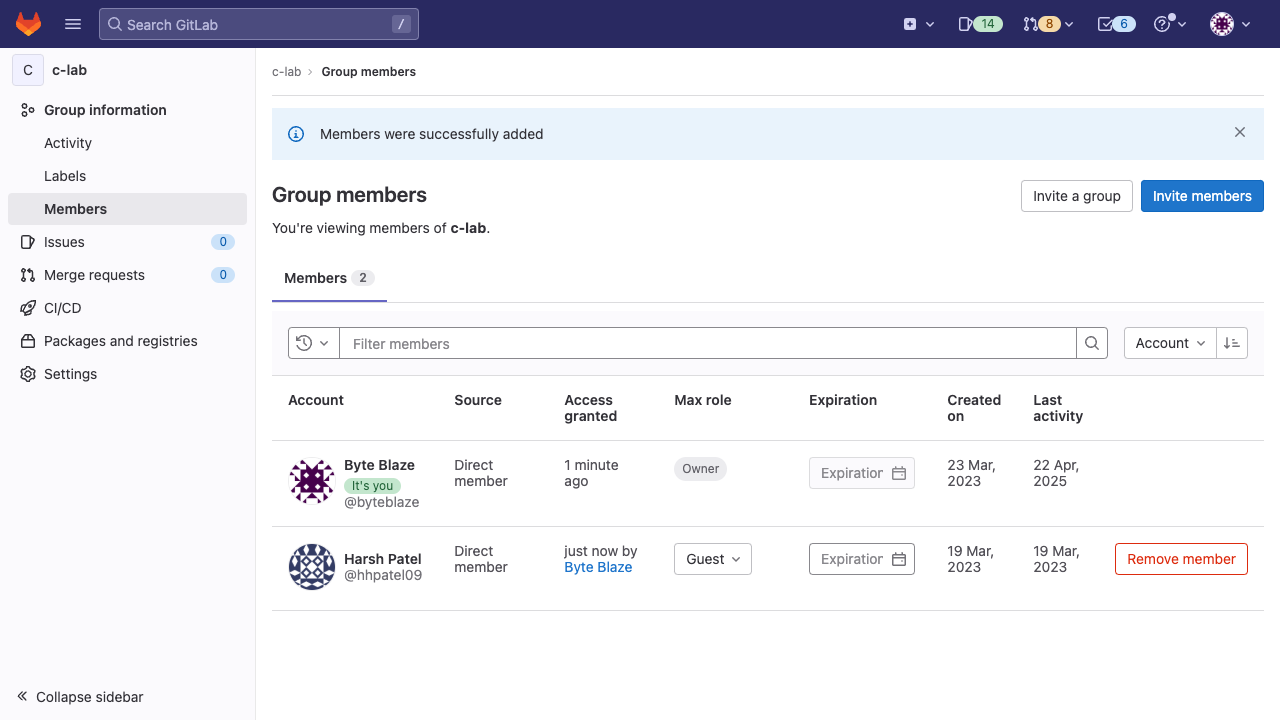 Search GitLab /
14
8
6
C c-lab
Group information
Activity
Labels
Members
Issues 0
Merge requests 0
CI/CD
Packages and registries
Settings
Collapse sidebar
c-lab Group members
Members were successfully added
Group members
Invite a group
Invite members
You're viewing members of c-lab.
Members 2
Filter members
Account
Account Source Access granted Max role Expiration Created on Last activity
Byte Blaze
It's you
@byteblaze
Direct member
1 minute ago
Owner
Expiration
23 Mar, 2023
22 Apr, 2025
Harsh Patel
@hhpatel09
Direct member
just now by Byte Blaze
Guest
Expiration
19 Mar, 2023
19 Mar, 2023
Remove member